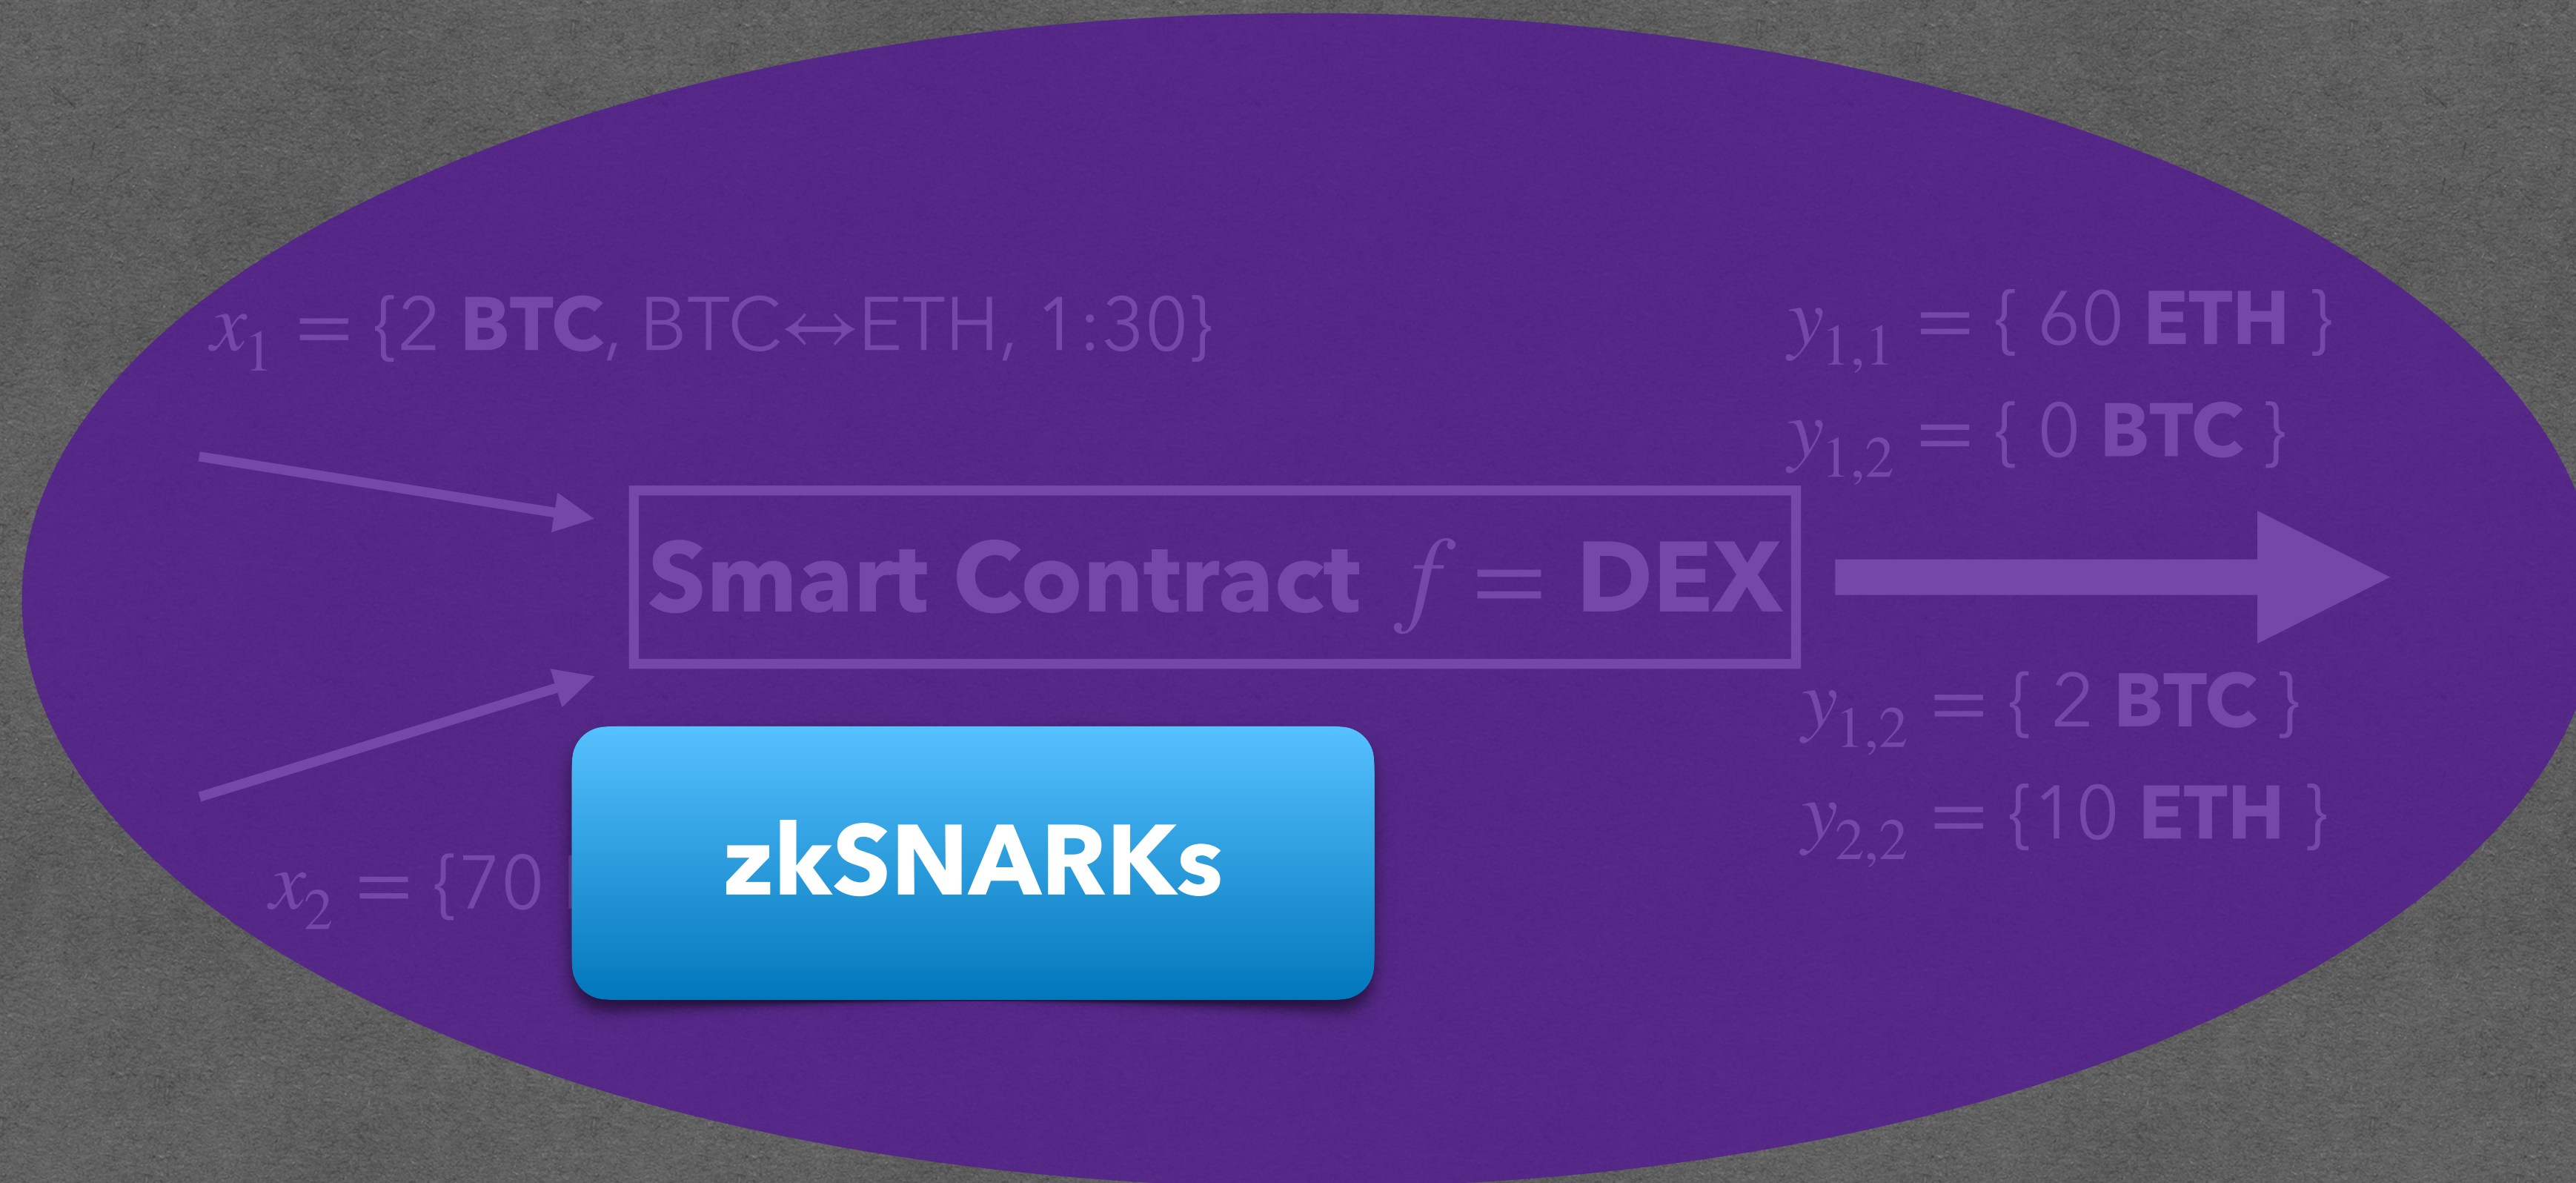 x₁ = {2 BTC, BTC↔ETH, 1:30}
y₁,₁ = { 60 ETH }
y₁,₂ = { 0 BTC }
Smart Contract f = DEX
y₁,₂ = { 2 BTC }
y₂,₂ = {10 ETH }
x₂ = {70
zkSNARKs